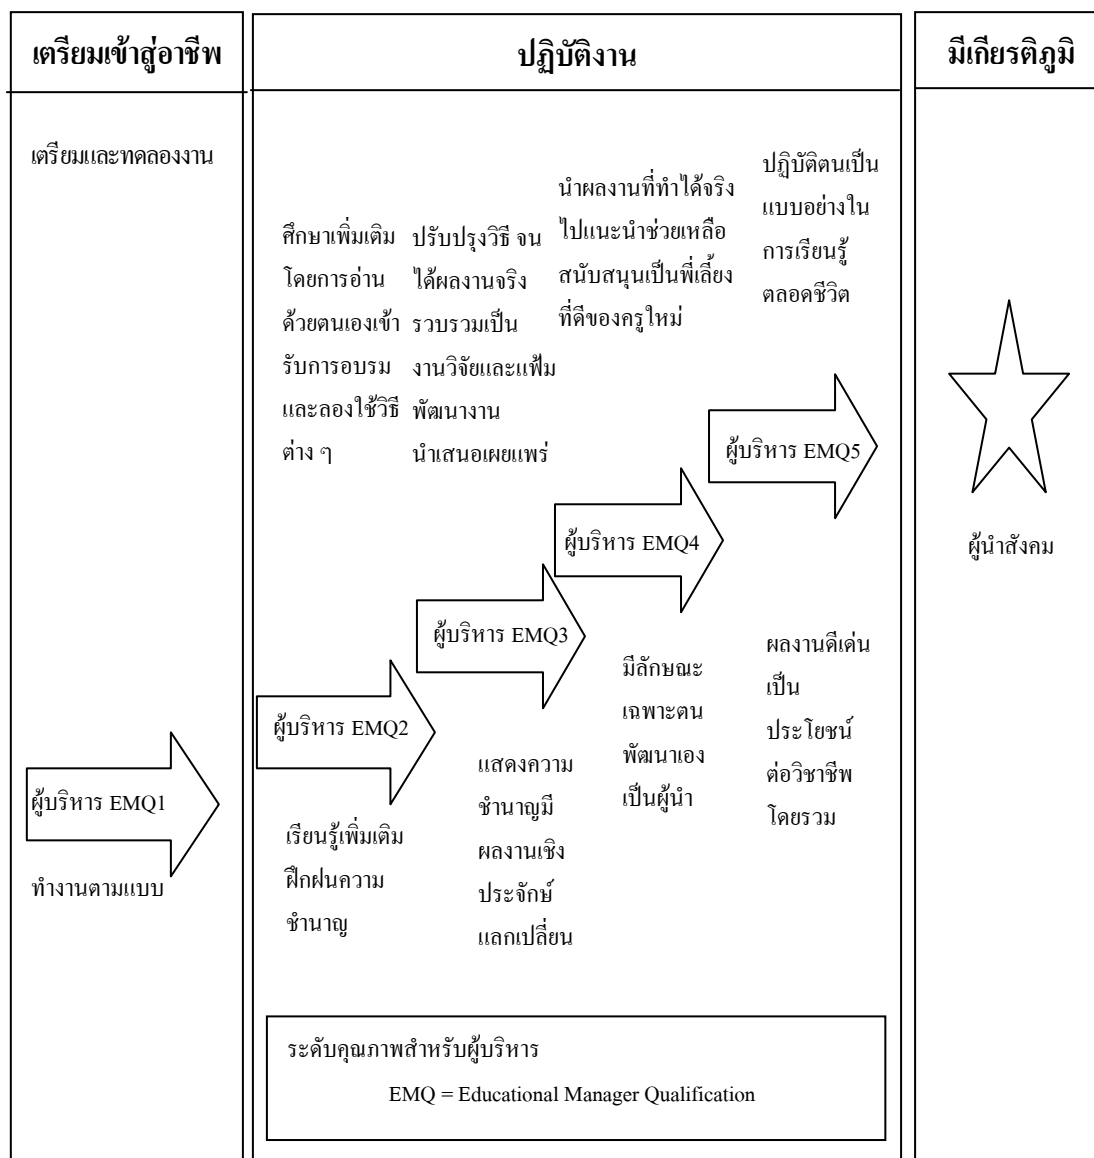 เตรียมเข้าสู่อาชีพ
ปฏิบัติงาน
มีเกียรติภูมิ
เตรียมและทดลองงาน
ศึกษาเพิ่มเติม
โดยการอ่าน
ด้วยตนเองเข้า
รับการอบรม
และลองใช้วิธี
ต่าง ๆ
ปรับปรุงวิธี จน
ได้ผลงานจริง
รวบรวมเป็น
งานวิจัยและแฟ้ม
พัฒนางาน
นำเสนอเผยแพร่
นำผลงานที่ทำได้จริง
ไปแนะนำช่วยเหลือ
สนับสนุนเป็นพี่เลี้ยง
ที่ดีของครูใหม่
ปฏิบัติตนเป็น
แบบอย่างใน
การเรียนรู้
ตลอดชีวิต
ผู้บริหาร EMQ1
ผู้บริหาร EMQ2
ผู้บริหาร EMQ3
ผู้บริหาร EMQ4
ผู้บริหาร EMQ5
ผู้นำสังคม
ทำงานตามแบบ
เรียนรู้เพิ่มเติม
ฝึกฝนความ
ชำนาญ
แสดงความ
ชำนาญมี
ผลงานเชิง
ประจักษ์
แลกเปลี่ยน
มีลักษณะ
เฉพาะตน
พัฒนาเอง
เป็นผู้นำ
ผลงานดีเด่น
เป็น
ประโยชน์
ต่อวิชาชีพ
โดยรวม
ระดับคุณภาพสำหรับผู้บริหาร
EMQ = Educational Manager Qualification